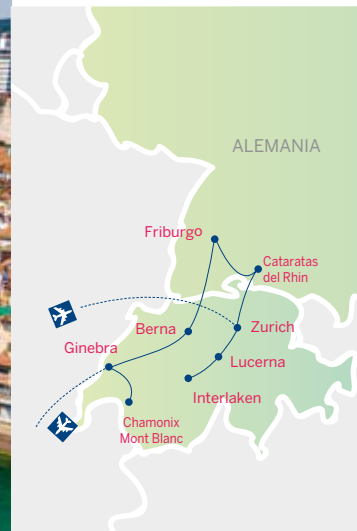 ALEMANIA
Friburgo
Cataratas
del Rhin
Berna
Zurich
Ginebra
Lucerna
Interlaken
Chamonix
Mont Blanc